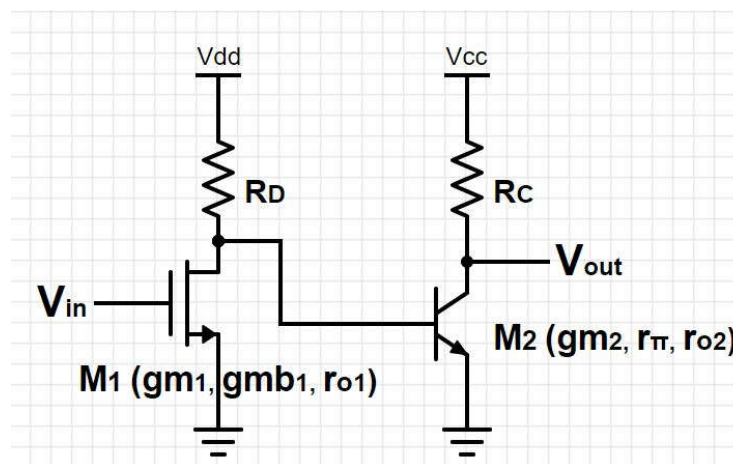 Vdd
Vcc
RD
RC
Vin
Vout
M1 (gm1, gmb1, ro1)
M2 (gm2, rπ, ro2)